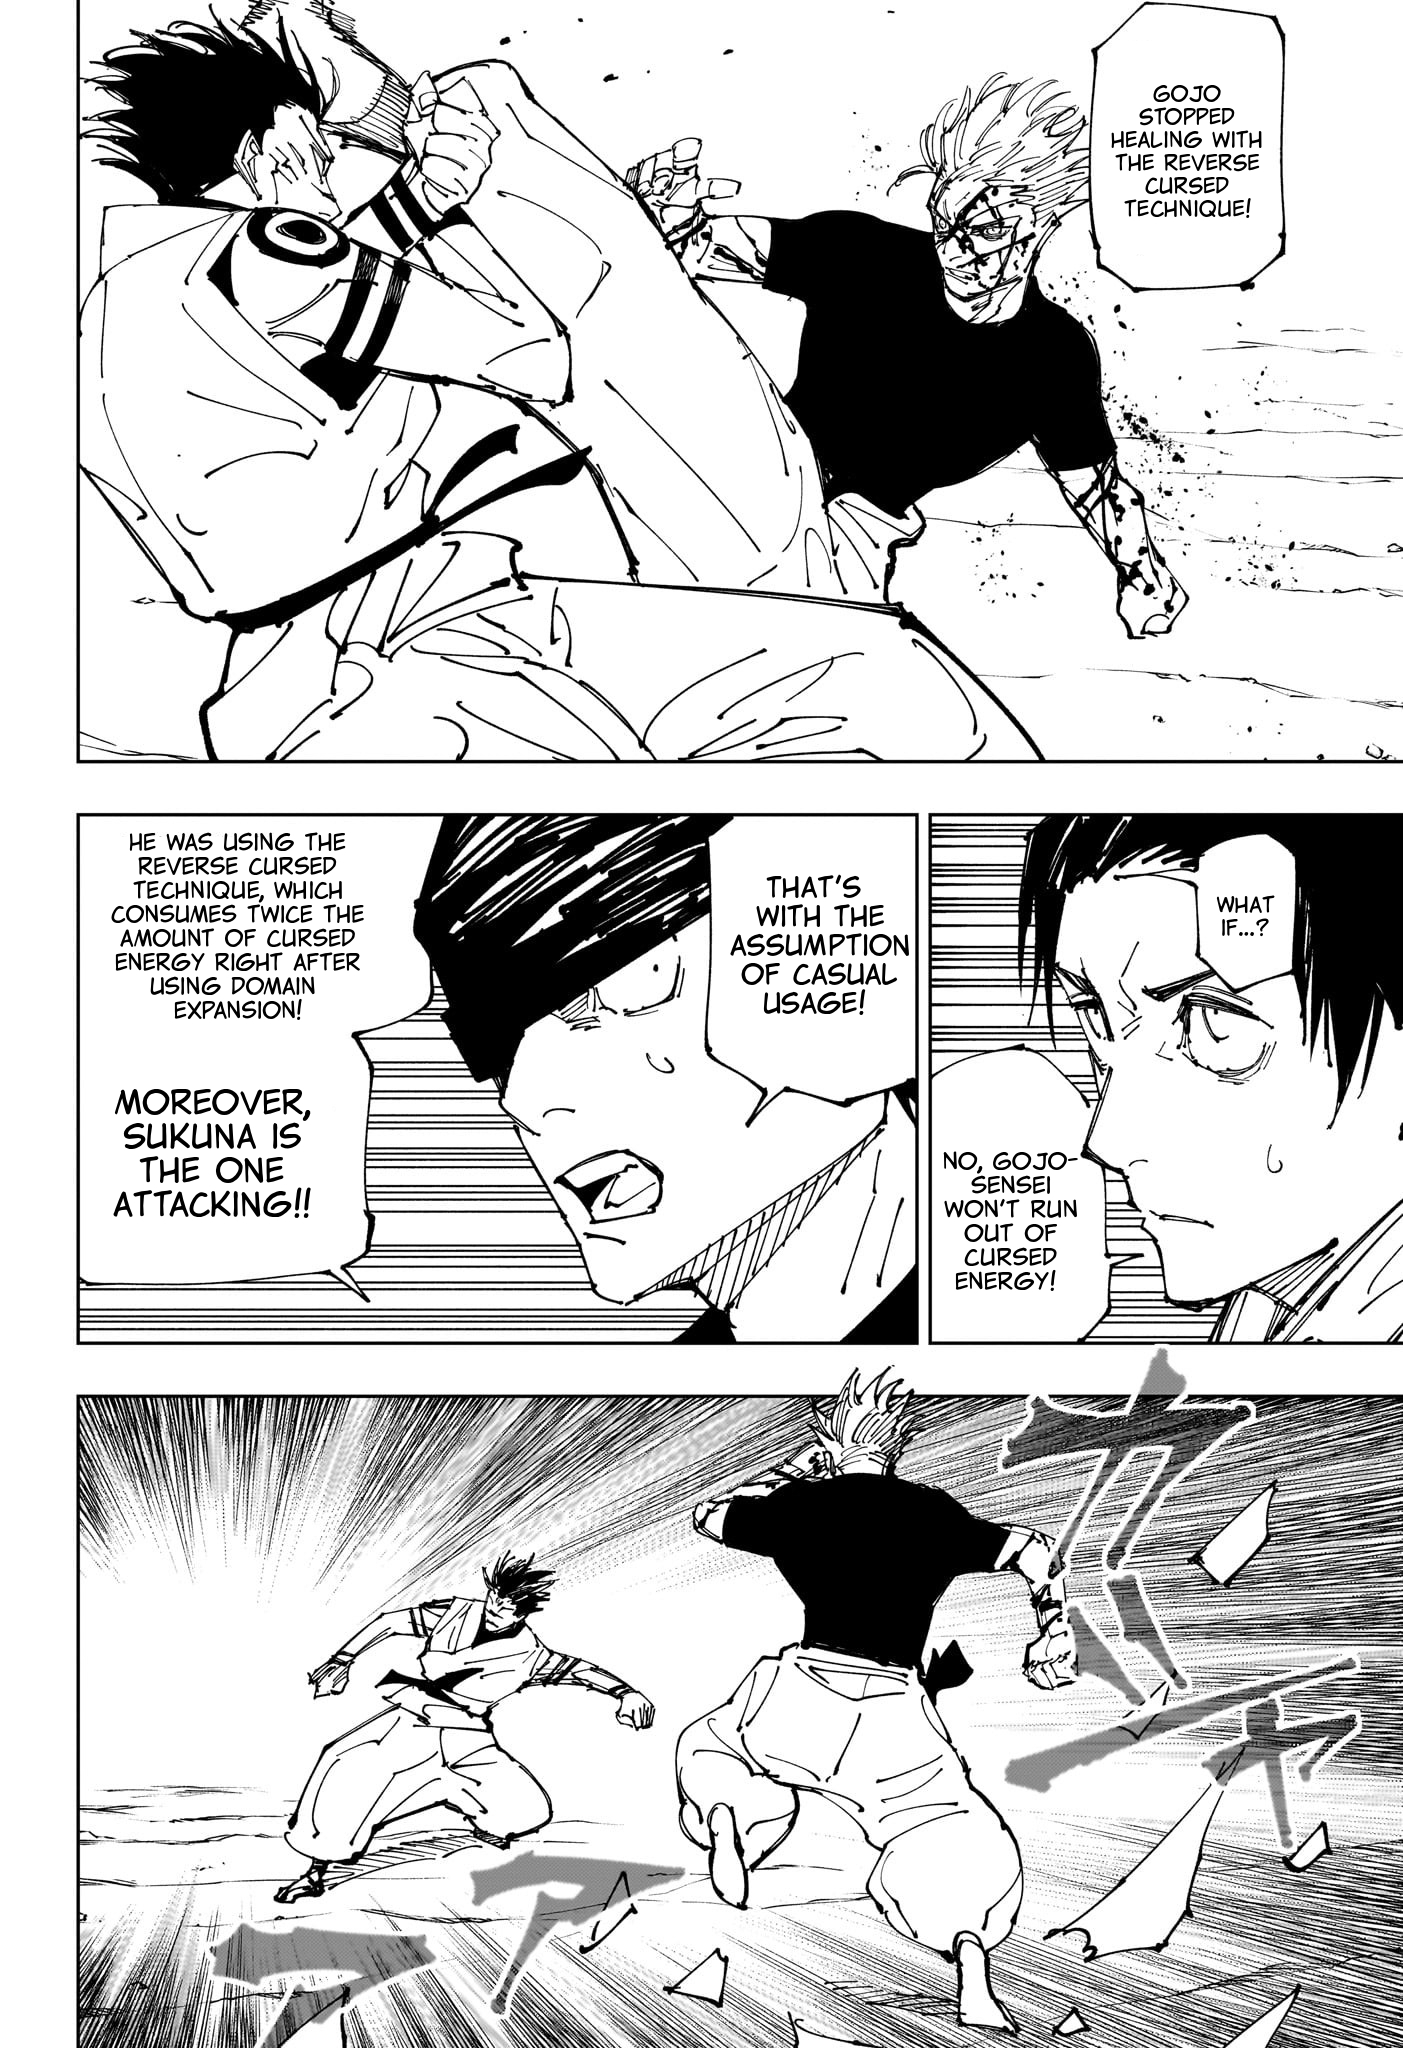 GOJO
STOPPED
HEALING WITH
THE REVERSE
CURSED
TECHNIQUE!
WHAT
IF...?
NO, GOJO-
SENSEI
WON'T RUN
OUT OF
CURSED
ENERGY!
THAT'S
WITH THE
ASSUMPTION
OF CASUAL
USAGE!
HE WAS USING THE
REVERSE CURSED
TECHNIQUE, WHICH
CONSUMES TWICE THE
AMOUNT OF CURSED
ENERGY RIGHT AFTER
USING DOMAIN
EXPANSION!
MOREOVER,
SUKUNA IS
THE ONE
ATTACKING!!